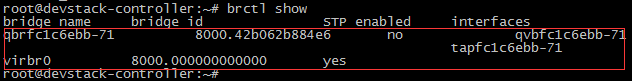 root@devstack-controller:~# brctl show
bridge name bridge id STP enabled interfaces
qbrfc1c6ebb-71 8000.42b062b884e6 no qvbfc1c6ebb-71
tapfc1c6ebb-71
virbr0 8000.000000000000 yes
root@devstack-controller:~#